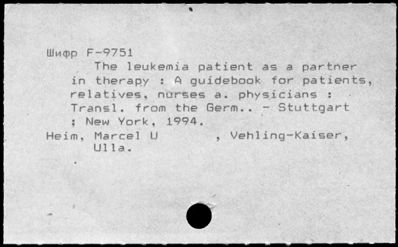 Шифр F-9751
The leukemia patient as a partner
in therapy : A guidebook for patients,
relatives, nurses a. physicians :
Transl. from the Germ.. - Stuttgart
; New York, 1994.
Heim, Marcel U , Vehling-Kaiser,
Ulla.